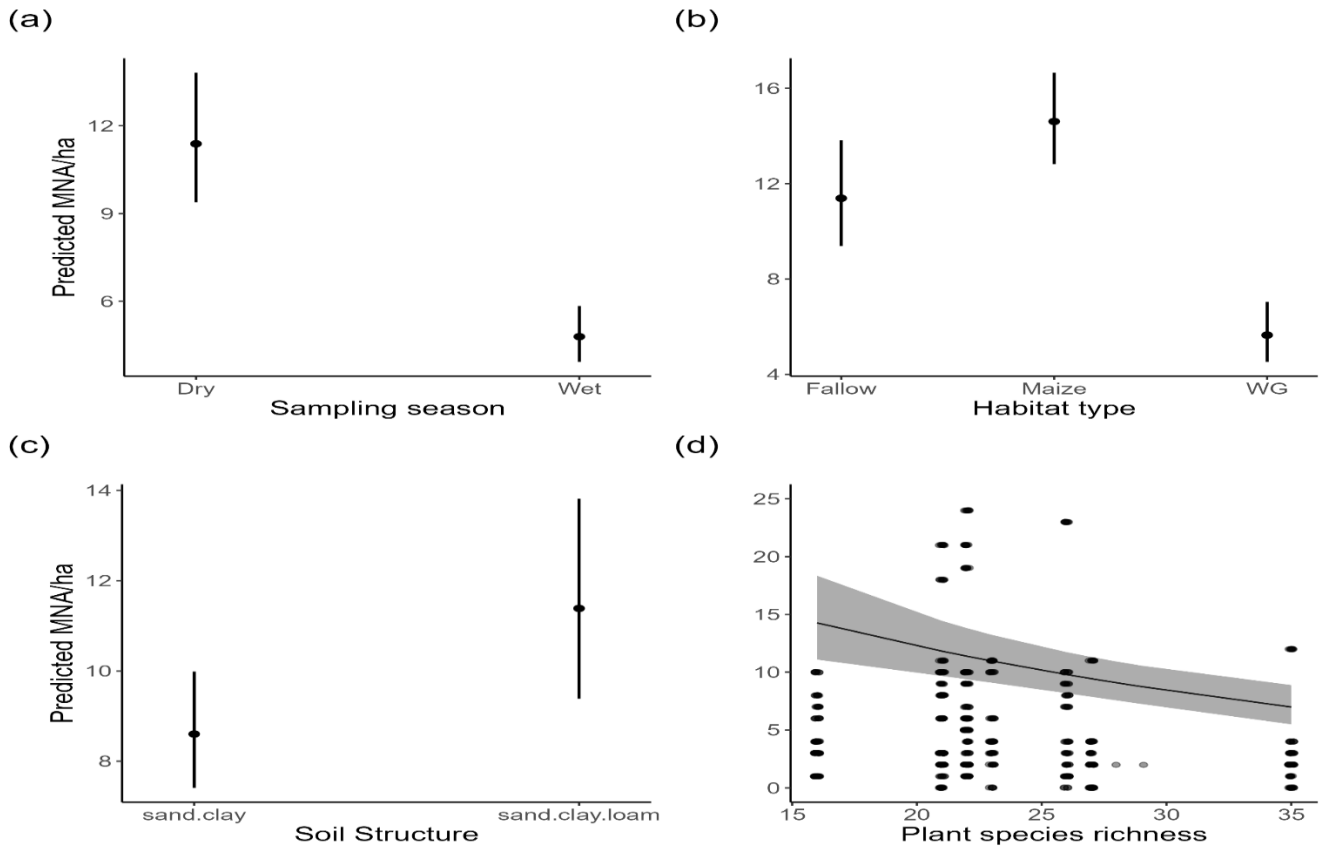 (a)
Predicted MNA/ha
12
9
6
Dry
Wet
Sampling season
(b)
16
12
8
4
Fallow
Maize
WG
Habitat type
(c)
Predicted MNA/ha
14
12
10
8
sand.clay
sand.clay.loam
Soil Structure
(d)
25
20
15
10
5
0
15
20
25
30
35
Plant species richness